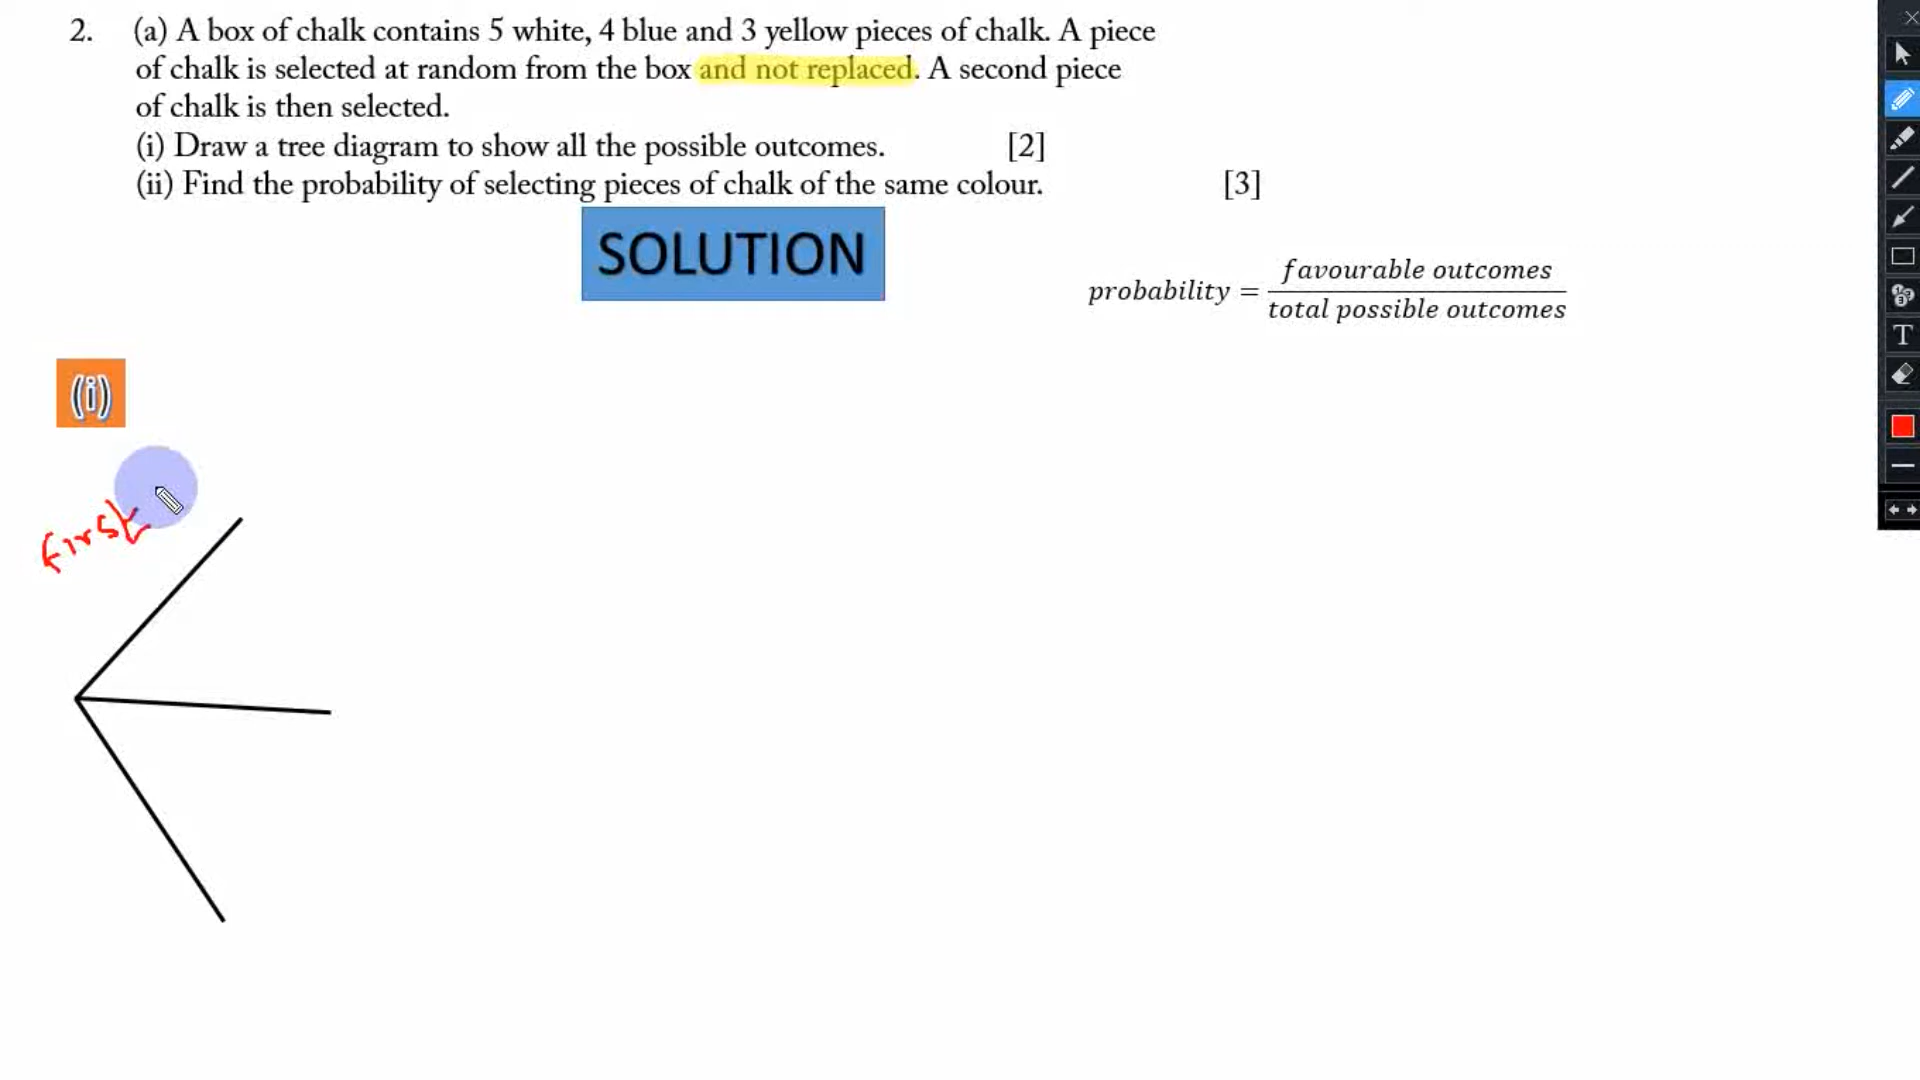 2. (a) A box of chalk contains 5 white, 4 blue and 3 yellow pieces of chalk. A piece
of chalk is selected at random from the box and not replaced. A second piece
of chalk is then selected.
(i) Draw a tree diagram to show all the possible outcomes. [2]
(ii) Find the probability of selecting pieces of chalk of the same colour. [3]
SOLUTION
probability = favourable outcomes / total possible outcomes
(i)
first
T